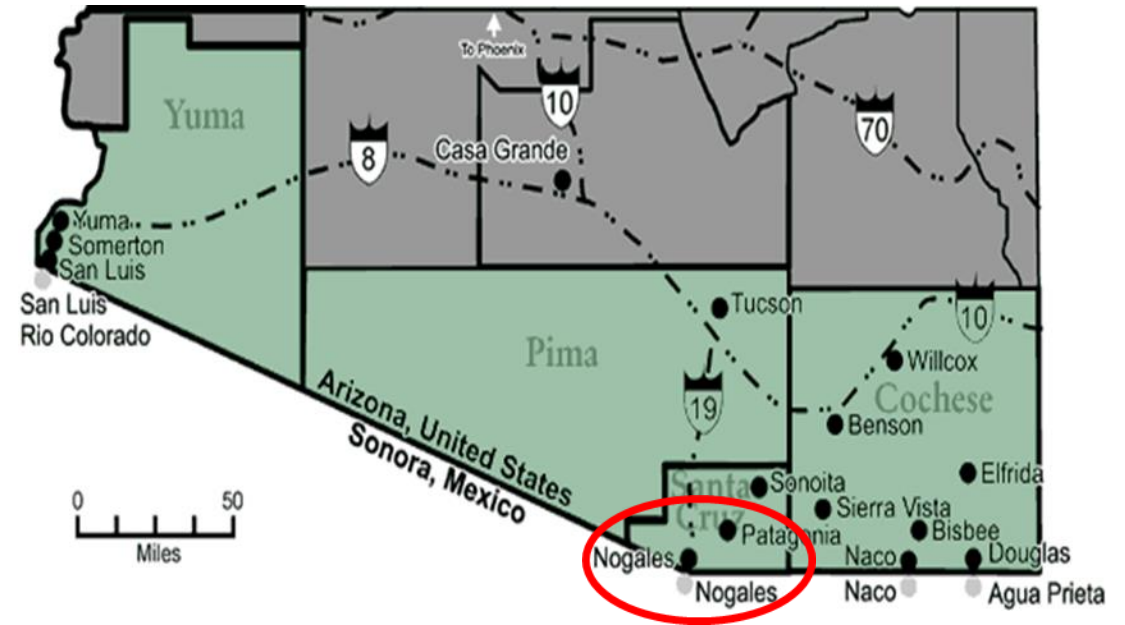 To Phoenix
Yuma
10
70
8
Casa Grande
Yuma
Somerton
San Luis
San Luis
Rio Colorado
Tucson
10
Pima
Willcox
19
Cochese
Arizona, United States
Sonora, Mexico
Benson
Santa
Cruz
Sonoita
Elfrida
0 50
Miles
Sierra Vista
Patagania
Bisbee
Nogales
Naco
Douglas
Nogales
Naco
Agua Prieta